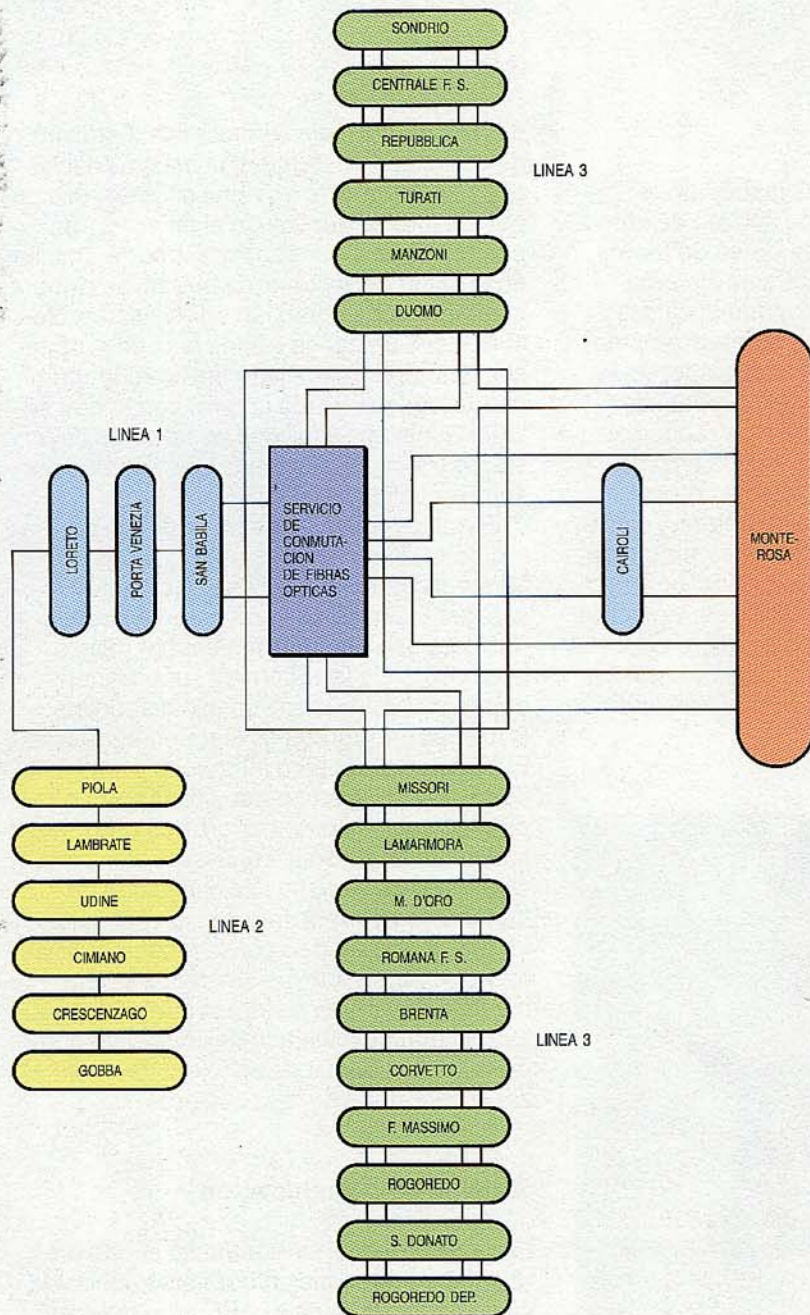 SONDRIO
CENTRALE F. S.
REPUBBLICA
LINEA 3
TURATI
MANZONI
DUOMO
LINEA 1
LORETO
PORTA VENEZIA
SAN BABILA
SERVICIO
DE
CONMUTA-
CION
DE FIBRAS
OPTICAS
CAIROLI
MONTE-
ROSA
PIOLA
LAMBRATE
UDINE
LINEA 2
CIMIANO
CRESCENZAGO
GOBBA
MISSORI
LAMARMORA
M. D'ORO
ROMANA F. S.
BRENTA
LINEA 3
CORVETTO
F. MASSIMO
ROGOREDO
S. DONATO
ROGOREDO DEP.